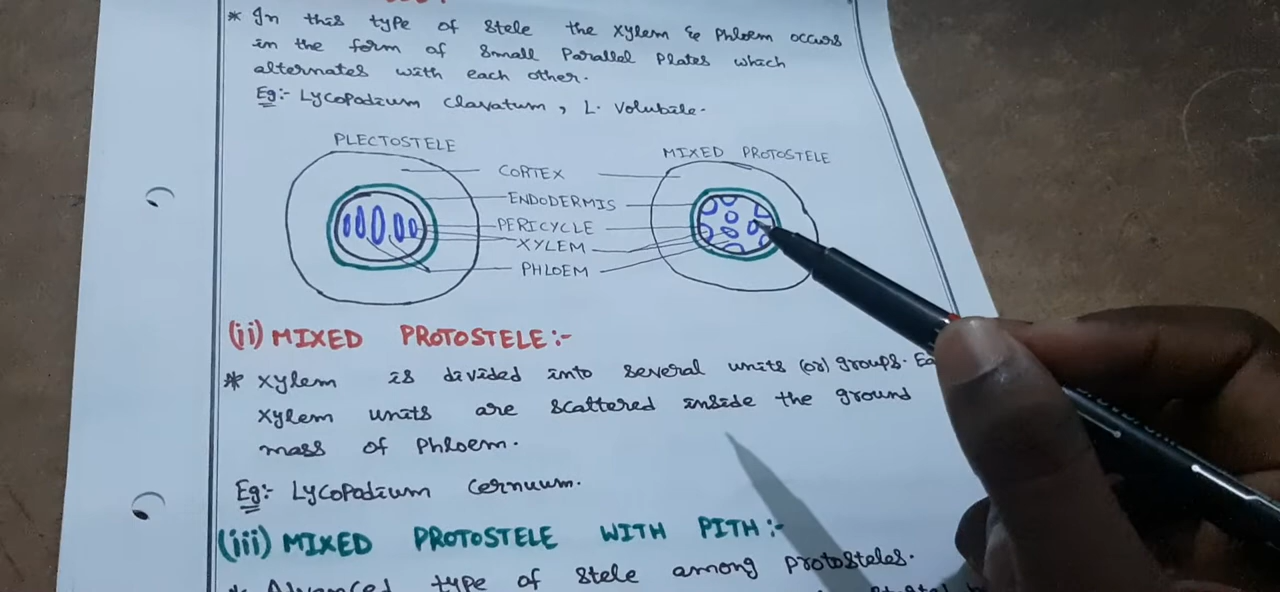 * In this type of stele the xylem & Phloem occurs
in the form of small Parallel Plates which
alternates with each other.
Eg:- Lycopodium clavatum, L. volubile.
PLECTOSTELE
MIXED PROTOSTELE
CORTEX
ENDODERMIS
PERICYCLE
XYLEM
PHLOEM
(ii) MIXED PROTOSTELE:-
* xylem is divided into several units (or) groups.
xylem units are scattered inside the ground
mass of Phloem.
Eg:- Lycopodium cernuum.
(iii) MIXED PROTOSTELE WITH PITH:-
* Advanced type of stele among protosteles.